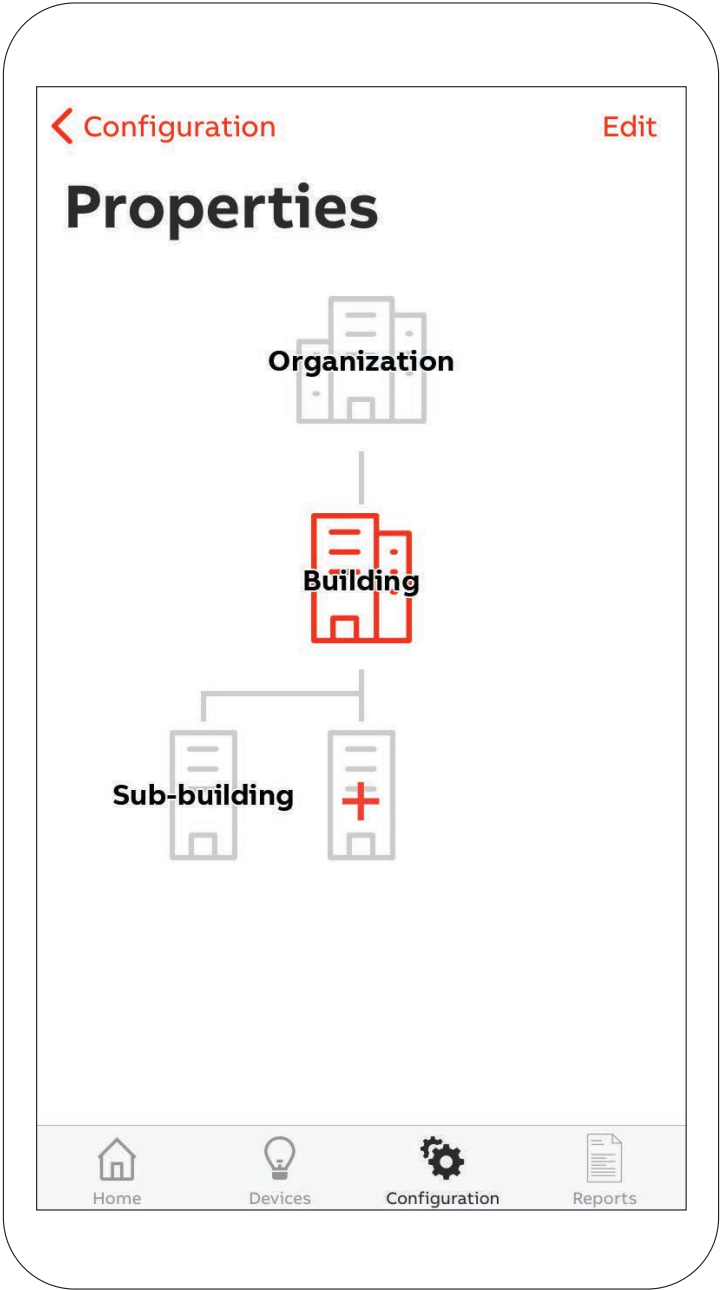 Configuration Edit
Properties
Organization
Building
Sub-building +
Home Devices Configuration Reports